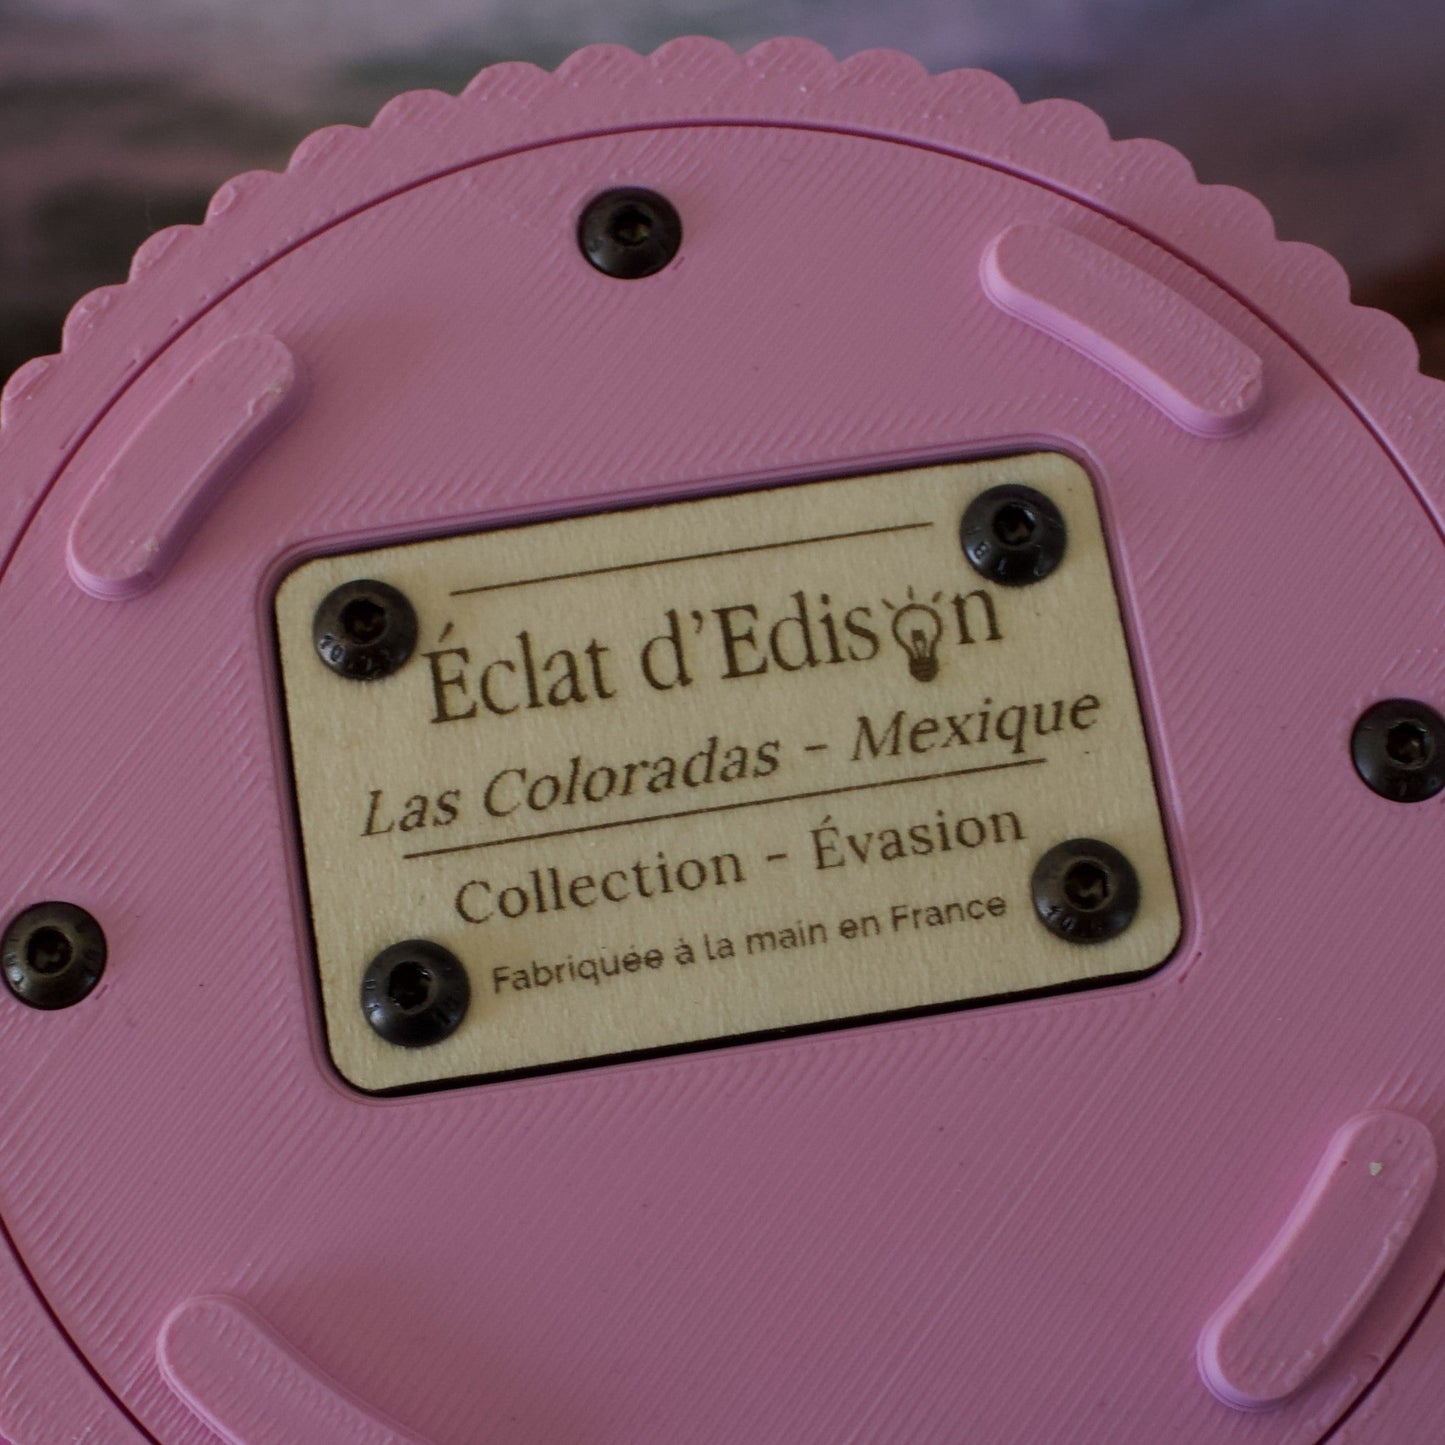 Éclat d'Edison
Las Coloradas - Mexique
Collection - Évasion
Fabriquée à la main en France